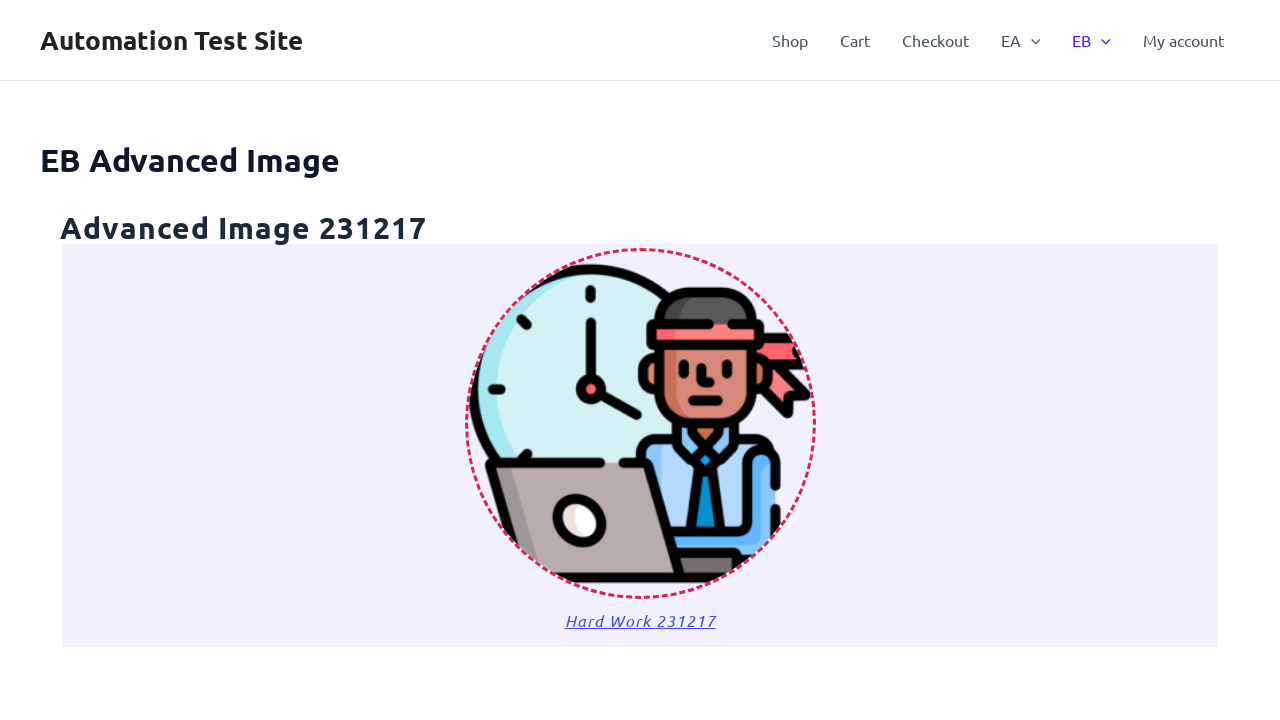 Automation Test Site
Shop Cart Checkout EA EB My account
EB Advanced Image
Advanced Image 231217
Hard Work 231217